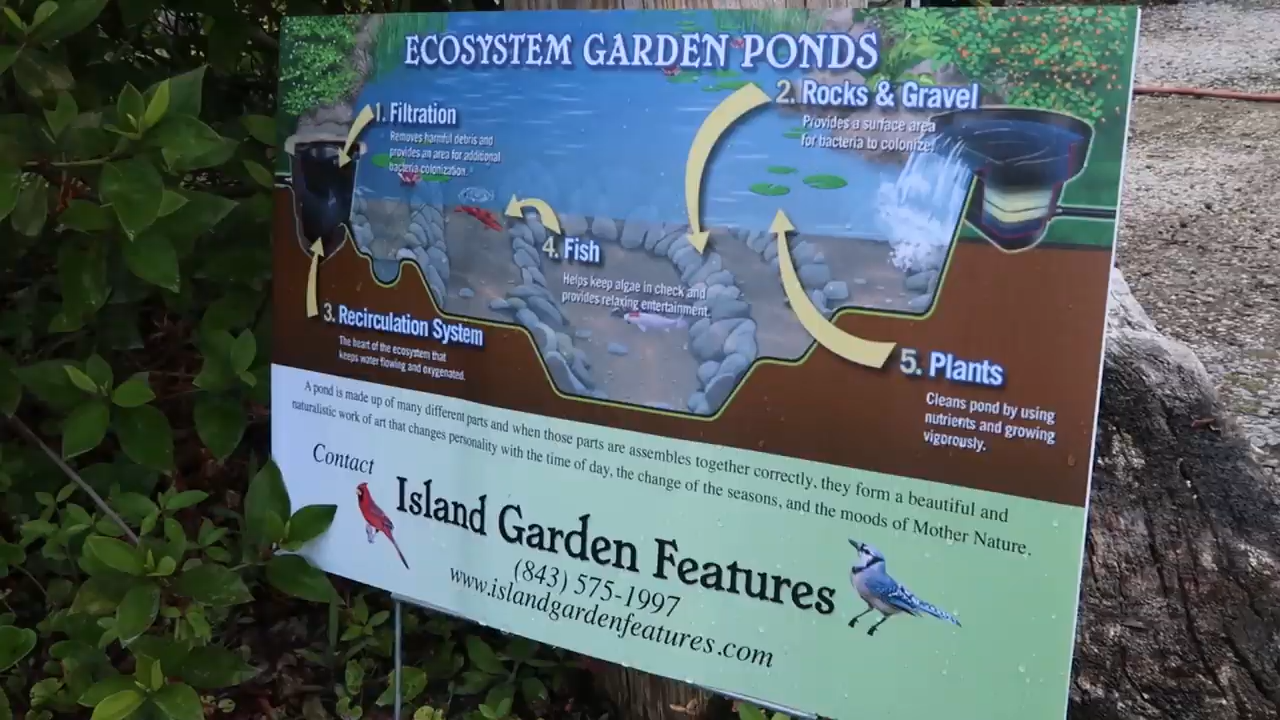 ECOSYSTEM GARDEN PONDS
1. Filtration
Removes harmful debris and
provides an area for additional
bacteria colonization.
2. Rocks & Gravel
Provides a surface area
for bacteria to colonize.
4. Fish
Helps keep algae in check and
provides relaxing entertainment.
3. Recirculation System
The heart of the ecosystem that
keeps water flowing and oxygenated.
5. Plants
Cleans pond by using
nutrients and growing
vigorously.
A pond is made up of many different parts and when those parts are assembles together correctly, they form a beautiful and
naturalistic work of art that changes personality with the time of day, the change of the seasons, and the moods of Mother Nature.
Contact
Island Garden Features
(843) 575-1997
www.islandgardenfeatures.com